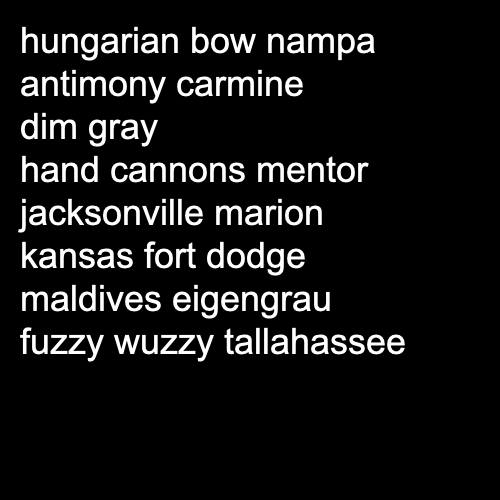 hungarian bow nampa
antimony carmine
dim gray
hand cannons mentor
jacksonville marion
kansas fort dodge
maldives eigengrau
fuzzy wuzzy tallahassee